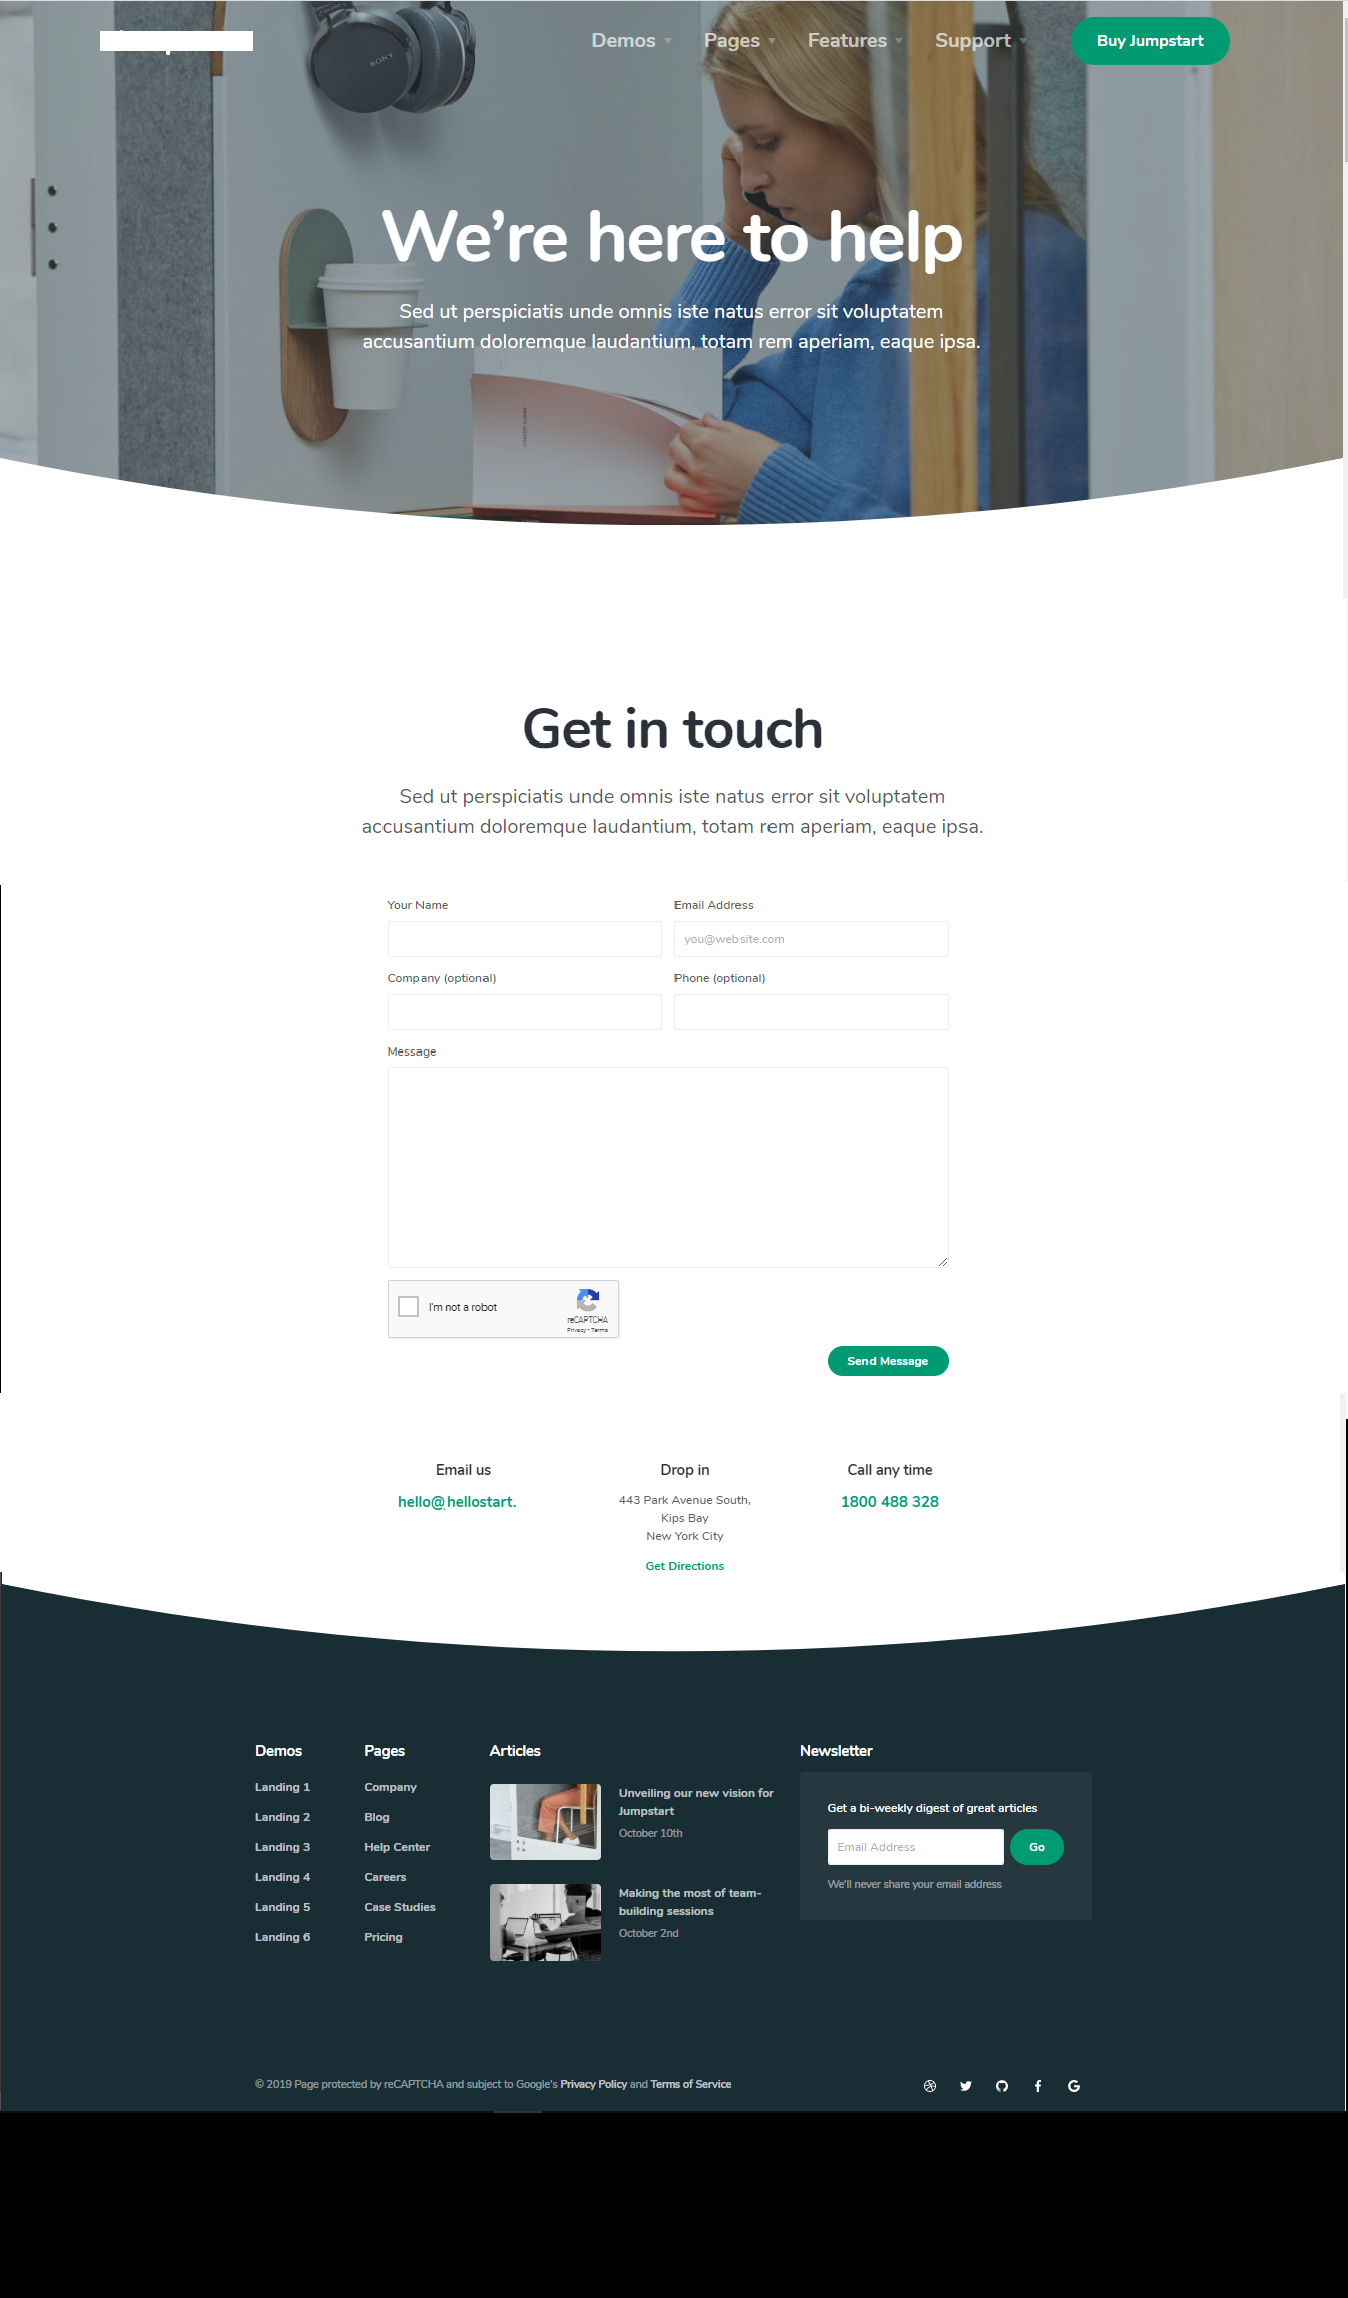 Demos
Pages
Features
Support
Buy Jumpstart
SONY
We're here to help
Sed ut perspiciatis unde omnis iste natus error sit voluptatem
accusantium doloremque laudantium, totam rem aperiam, eaque ipsa.
Get in touch
Sed ut perspiciatis unde omnis iste natus error sit voluptatem
accusantium doloremque laudantium, totam rem aperiam, eaque ipsa.
Your Name
Email Address
you@website.com
Company (optional)
Phone (optional)
Message
I'm not a robot
reCAPTCHA
Privacy - Terms
Send Message
Email us
hello@hellostart.
Drop in
443 Park Avenue South,
Kips Bay
New York City
Get Directions
Call any time
1800 488 328
Demos
Landing 1
Landing 2
Landing 3
Landing 4
Landing 5
Landing 6
Pages
Company
Blog
Help Center
Careers
Case Studies
Pricing
Articles
Unveiling our new vision for
Jumpstart
October 10th
Making the most of team-
building sessions
October 2nd
Newsletter
Get a bi-weekly digest of great articles
Email Address
Go
We'll never share your email address
© 2019 Page protected by reCAPTCHA and subject to Google's Privacy Policy and Terms of Service